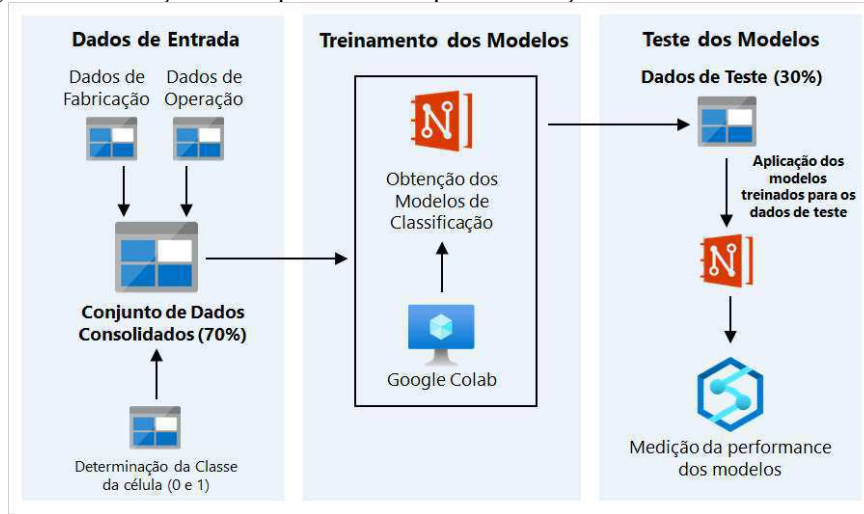 Dados de Entrada
Dados de
Fabricação
Dados de
Operação
Conjunto de Dados
Consolidados (70%)
Determinação da Classe
da célula (0 e 1)
Treinamento dos Modelos
N
Obtenção dos
Modelos de
Classificação
Google Colab
Teste dos Modelos
Dados de Teste (30%)
Aplicação dos
modelos
treinados para os
dados de teste
N
Medição da performance
dos modelos